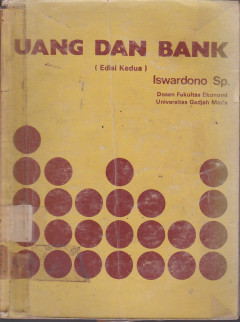 UANG DAN BANK
( Edisi Kedua )
Iswardono Sp.
Dosen Fakultas Ekonomi
Universitas Gadjah Mada